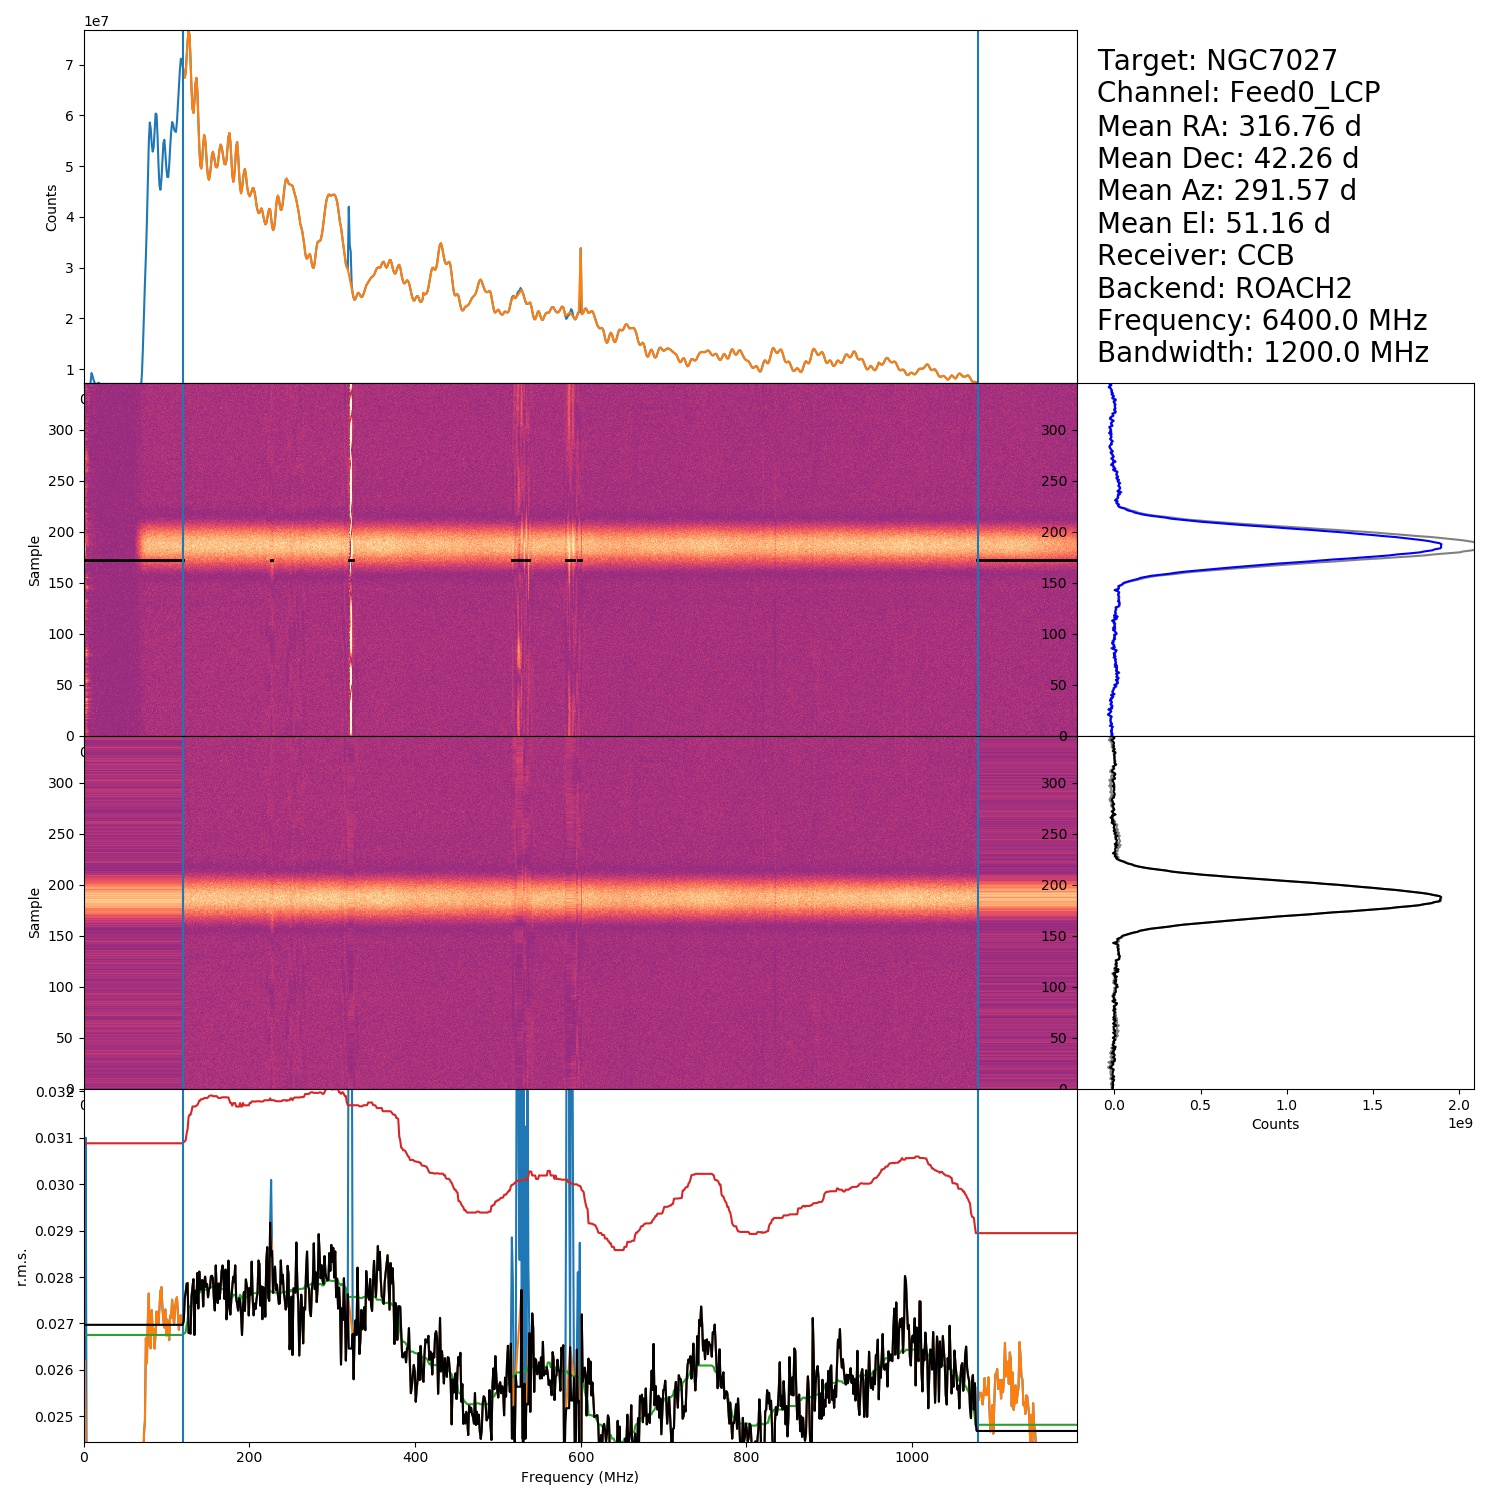 1e7
7
6
5
4
3
2
1
Counts
Target: NGC7027
Channel: Feed0_LCP
Mean RA: 316.76 d
Mean Dec: 42.26 d
Mean Az: 291.57 d
Mean El: 51.16 d
Receiver: CCB
Backend: ROACH2
Frequency: 6400.0 MHz
Bandwidth: 1200.0 MHz
300
250
200
150
100
50
0
Sample
300
250
200
150
100
50
0
300
250
200
150
100
50
0
Sample
300
250
200
150
100
50
0
0.0 0.5 1.0 1.5 2.0
1e9
Counts
0.032
0.031
0.030
0.029
0.028
0.027
0.026
0.025
r.m.s.
0 200 400 600 800 1000
Frequency (MHz)